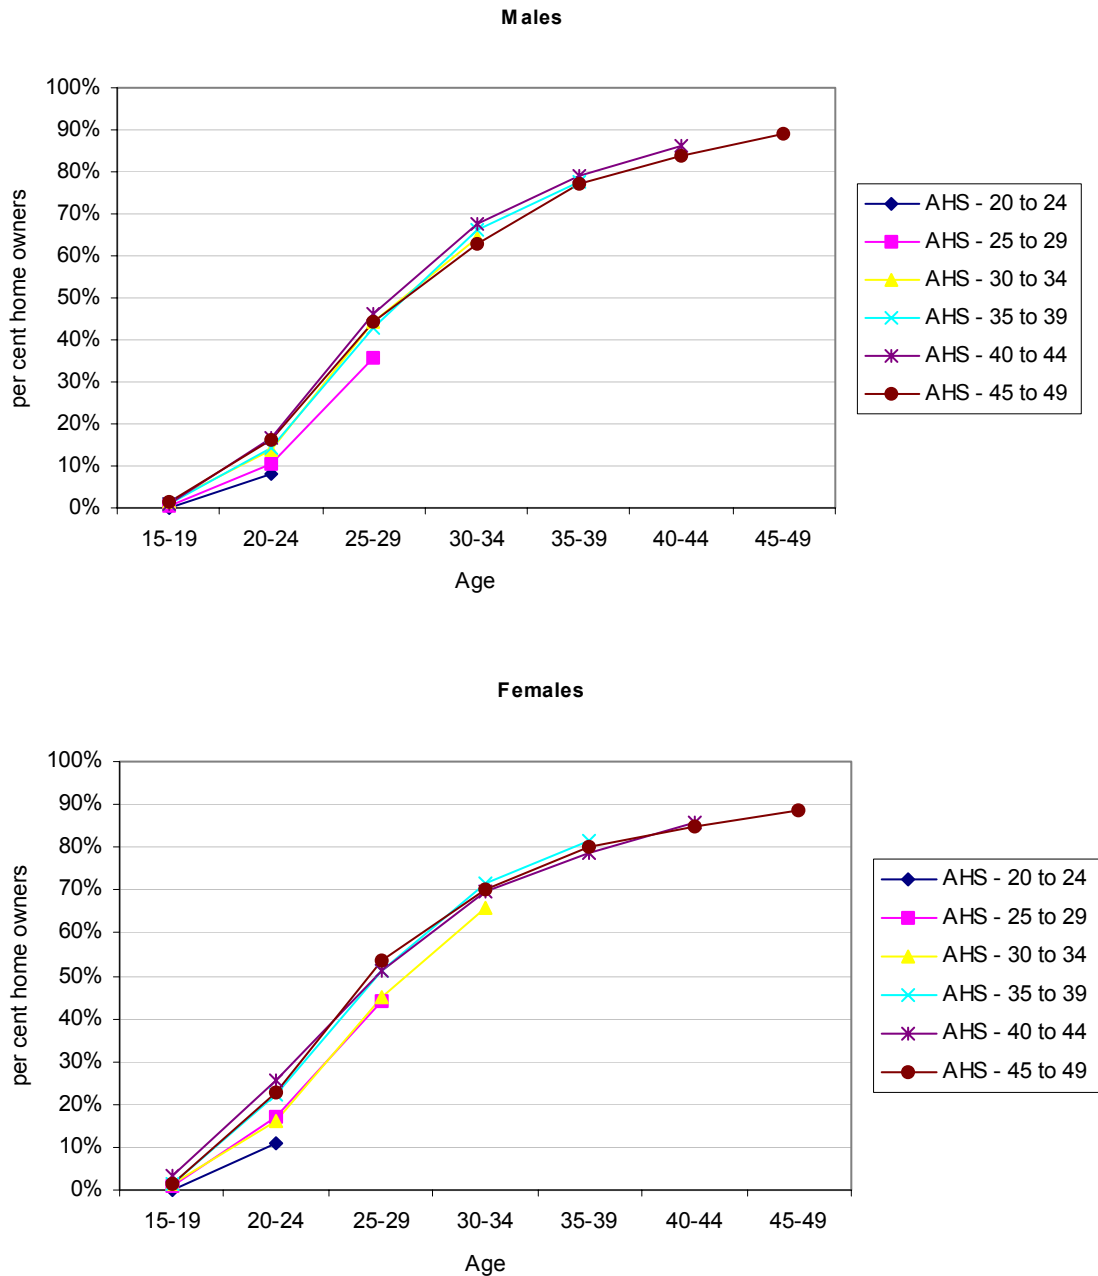 Males
100%
90%
80%
70%
60%
50%
40%
30%
20%
10%
0%
per cent home owners
15-19 20-24 25-29 30-34 35-39 40-44 45-49
Age
AHS - 20 to 24
AHS - 25 to 29
AHS - 30 to 34
AHS - 35 to 39
AHS - 40 to 44
AHS - 45 to 49
Females
100%
90%
80%
70%
60%
50%
40%
30%
20%
10%
0%
per cent home owners
15-19 20-24 25-29 30-34 35-39 40-44 45-49
Age
AHS - 20 to 24
AHS - 25 to 29
AHS - 30 to 34
AHS - 35 to 39
AHS - 40 to 44
AHS - 45 to 49